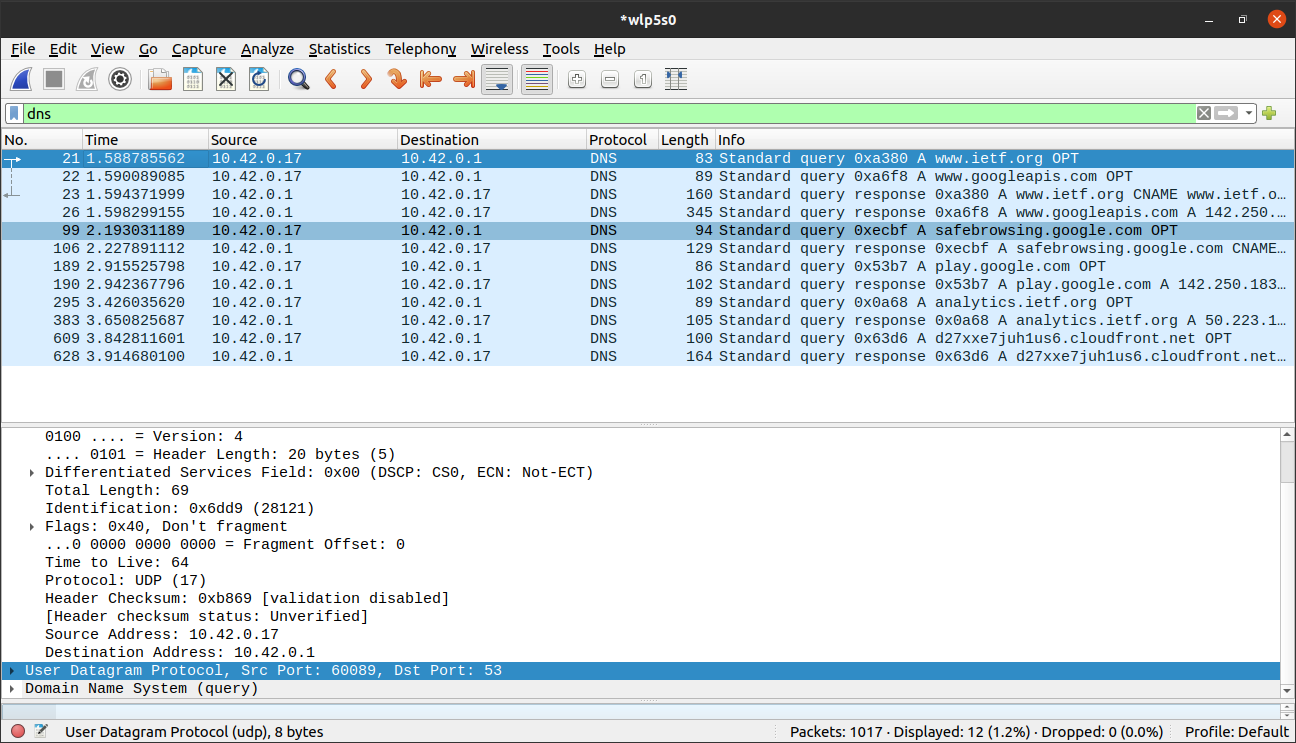 *wlp5s0
File Edit View Go Capture Analyze Statistics Telephony Wireless Tools Help
dns
No. Time Source Destination Protocol Length Info
21 1.588785562 10.42.0.17 10.42.0.1 DNS 83 Standard query 0xa380 A www.ietf.org OPT
22 1.590089085 10.42.0.17 10.42.0.1 DNS 89 Standard query 0xa6f8 A www.googleapis.com OPT
23 1.594371999 10.42.0.1 10.42.0.17 DNS 160 Standard query response 0xa380 A www.ietf.org CNAME www.ietf.o…
26 1.598299155 10.42.0.1 10.42.0.17 DNS 345 Standard query response 0xa6f8 A www.googleapis.com A 142.250.…
99 2.193031189 10.42.0.17 10.42.0.1 DNS 94 Standard query 0xecbf A safebrowsing.google.com OPT
106 2.227891112 10.42.0.1 10.42.0.17 DNS 129 Standard query response 0xecbf A safebrowsing.google.com CNAME…
189 2.915525798 10.42.0.17 10.42.0.1 DNS 86 Standard query 0x53b7 A play.google.com OPT
190 2.942367796 10.42.0.1 10.42.0.17 DNS 102 Standard query response 0x53b7 A play.google.com A 142.250.183…
295 3.426035620 10.42.0.17 10.42.0.1 DNS 89 Standard query 0x0a68 A analytics.ietf.org OPT
383 3.650825687 10.42.0.1 10.42.0.17 DNS 105 Standard query response 0x0a68 A analytics.ietf.org A 50.223.1…
609 3.842811601 10.42.0.17 10.42.0.1 DNS 100 Standard query 0x63d6 A d27xxe7juh1us6.cloudfront.net OPT
628 3.914680100 10.42.0.1 10.42.0.17 DNS 164 Standard query response 0x63d6 A d27xxe7juh1us6.cloudfront.net…
0100 .... = Version: 4
.... 0101 = Header Length: 20 bytes (5)
Differentiated Services Field: 0x00 (DSCP: CS0, ECN: Not-ECT)
Total Length: 69
Identification: 0x6dd9 (28121)
Flags: 0x40, Don't fragment
...0 0000 0000 0000 = Fragment Offset: 0
Time to Live: 64
Protocol: UDP (17)
Header Checksum: 0xb869 [validation disabled]
[Header checksum status: Unverified]
Source Address: 10.42.0.17
Destination Address: 10.42.0.1
User Datagram Protocol, Src Port: 60089, Dst Port: 53
Domain Name System (query)
User Datagram Protocol (udp), 8 bytes Packets: 1017 · Displayed: 12 (1.2%) · Dropped: 0 (0.0%) Profile: Default